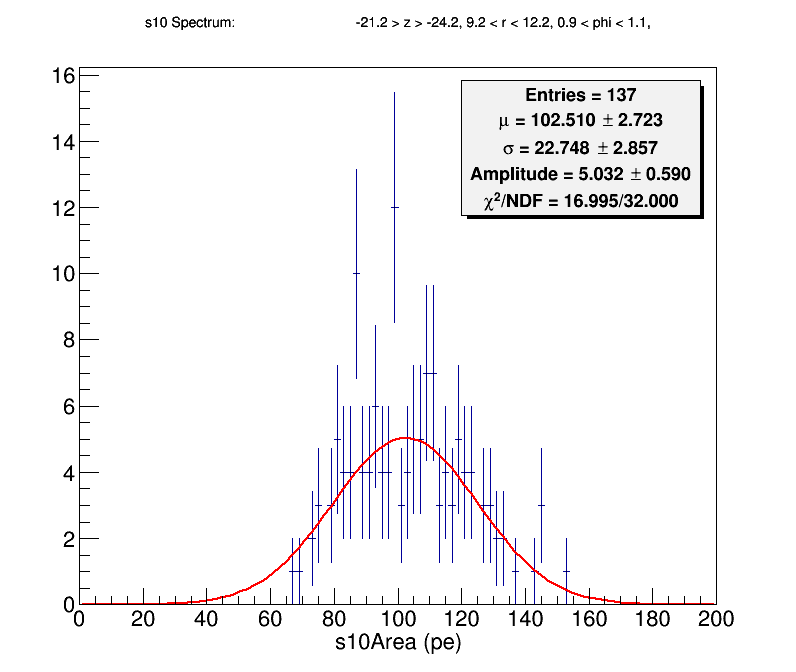 s10 Spectrum: -21.2 > z > -24.2, 9.2 < r < 12.2, 0.9 < phi < 1.1,
Entries = 137
μ = 102.510 ± 2.723
σ = 22.748 ± 2.857
Amplitude = 5.032 ± 0.590
χ²/NDF = 16.995/32.000
16
14
12
10
8
6
4
2
0
0 20 40 60 80 100 120 140 160 180 200
s10Area (pe)